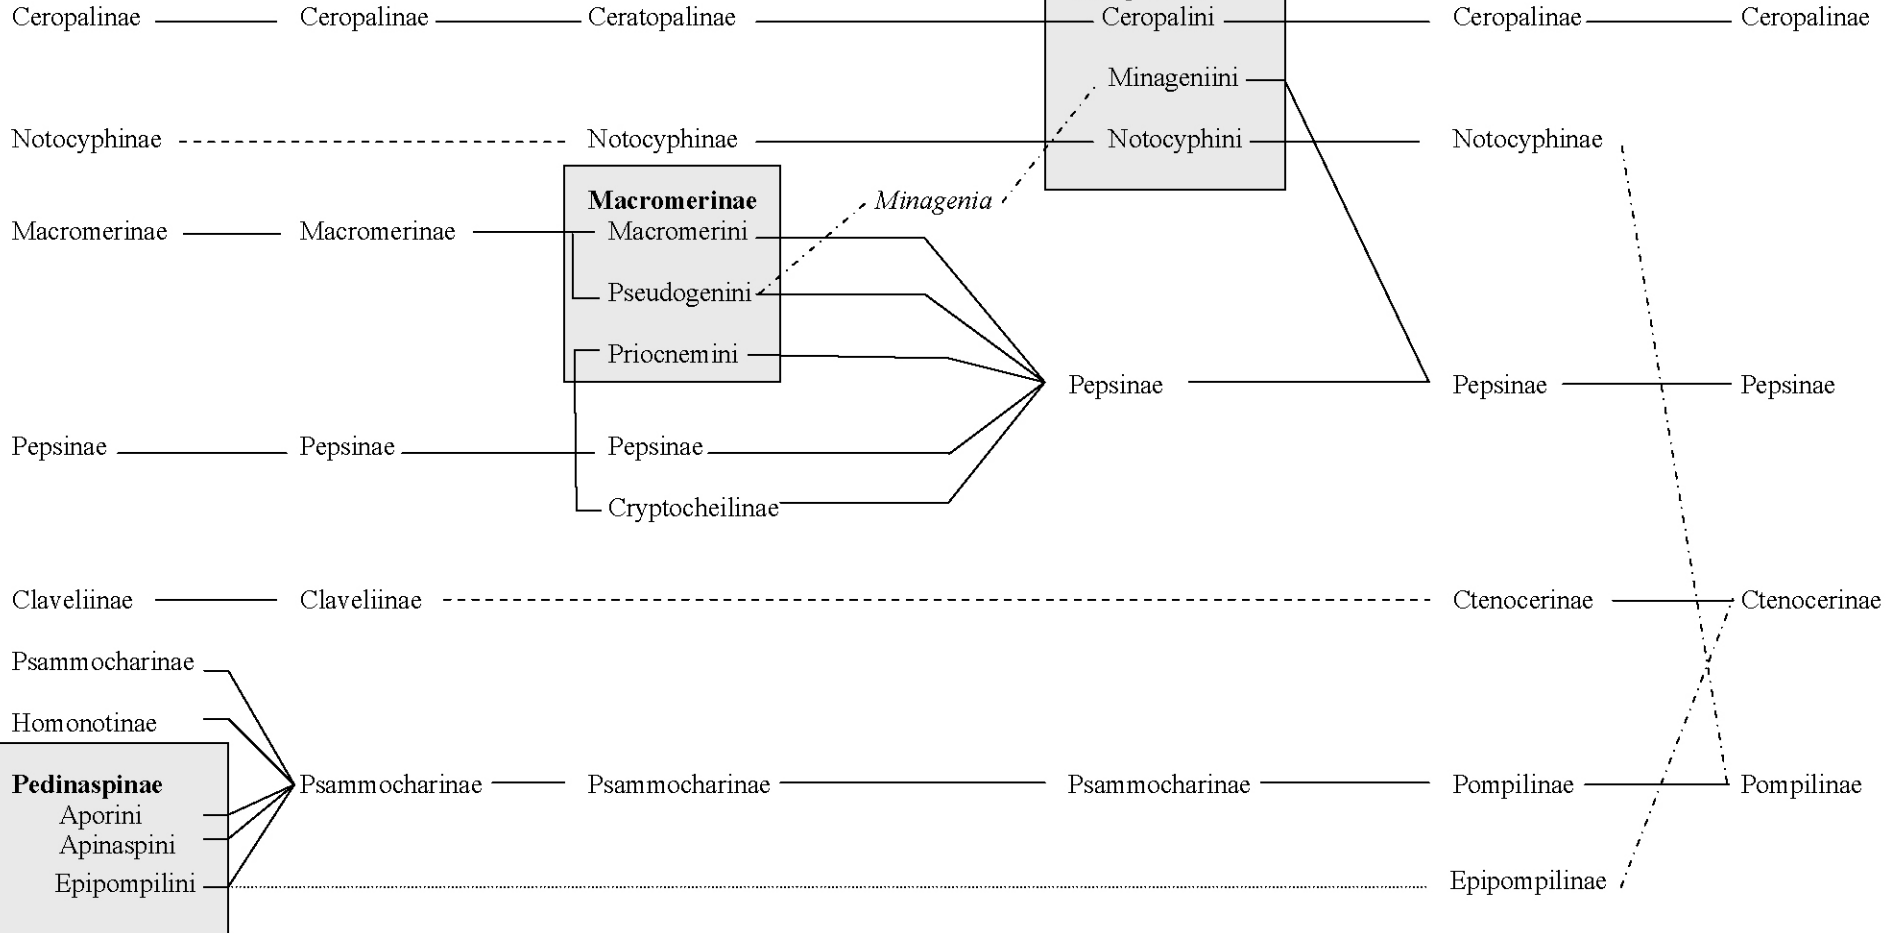 Ceropalinae Ceropalinae Ceratopalinae Ceropalini Ceropalinae Ceropalinae
Minageniini
Notocyphinae Notocyphinae Notocyphini Notocyphinae
Macromerinae Minagenia
Macromerinae Macromerinae Macromerini
Pseudogenini
Priocnemini
Pepsinae Pepsinae Pepsinae
Pepsinae Pepsinae Pepsinae
Cryptocheilinae
Claveliinae Claveliinae Ctenocerinae Ctenocerinae
Psammocharinae
Homonotinae
Pedinaspinae Psammocharinae Psammocharinae Psammocharinae Pompilinae Pompilinae
Aporini
Apinaspini
Epipompilini Epipompilinae